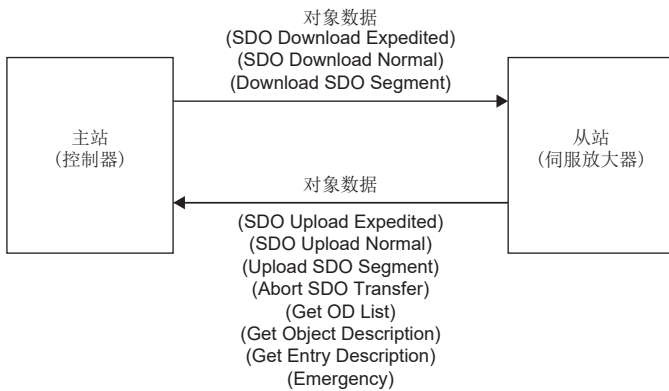 对象数据
(SDO Download Expedited)
(SDO Download Normal)
(Download SDO Segment)
主站
(控制器)
从站
(伺服放大器)
对象数据
(SDO Upload Expedited)
(SDO Upload Normal)
(Upload SDO Segment)
(Abort SDO Transfer)
(Get OD List)
(Get Object Description)
(Get Entry Description)
(Emergency)